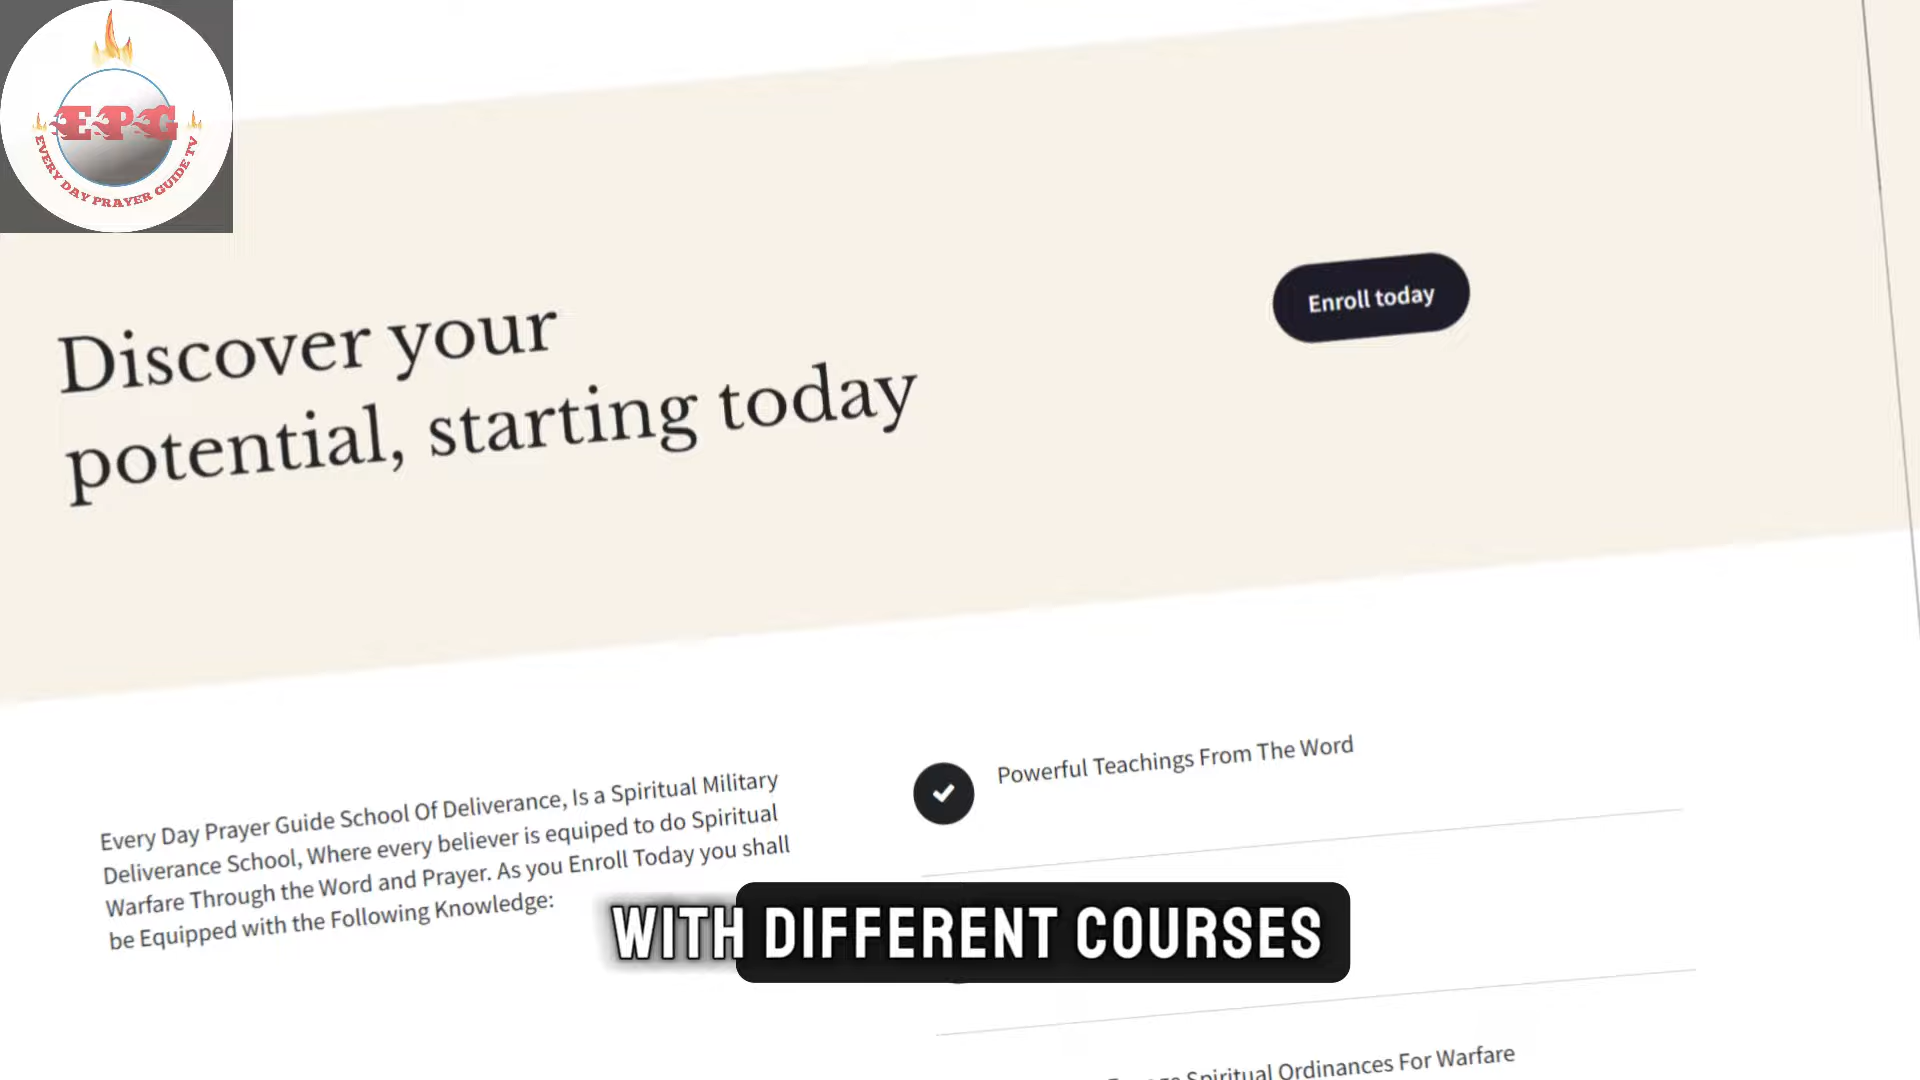 EPG
EVERY DAY PRAYER GUIDE TV
Discover your
potential, starting today
Enroll today
Every Day Prayer Guide School Of Deliverance, Is a Spiritual Military
Deliverance School, Where every believer is equiped to do Spiritual
Warfare Through the Word and Prayer. As you Enroll Today you shall
be Equipped with the Following Knowledge:
Powerful Teachings From The Word
WITH DIFFERENT COURSES
Spiritual Ordinances For Warfare